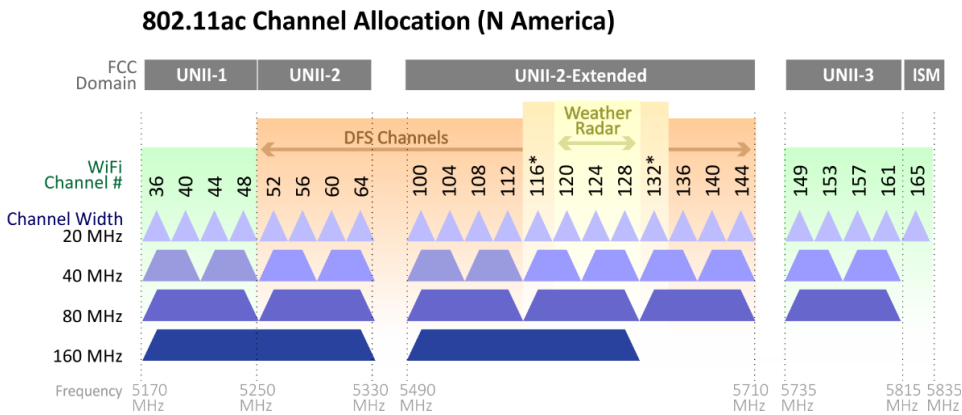 802.11ac Channel Allocation (N America)
FCC
Domain
UNII-1
UNII-2
UNII-2-Extended
UNII-3
ISM
Weather
Radar
DFS Channels
WiFi
Channel #
36
40
44
48
52
56
60
64
100
104
108
112
116*
120
124
128
132*
136
140
144
149
153
157
161
165
Channel Width
20 MHz
40 MHz
80 MHz
160 MHz
Frequency
5170
MHz
5250
MHz
5330
MHz
5490
MHz
5710
MHz
5735
MHz
5815
MHz
5835
MHz